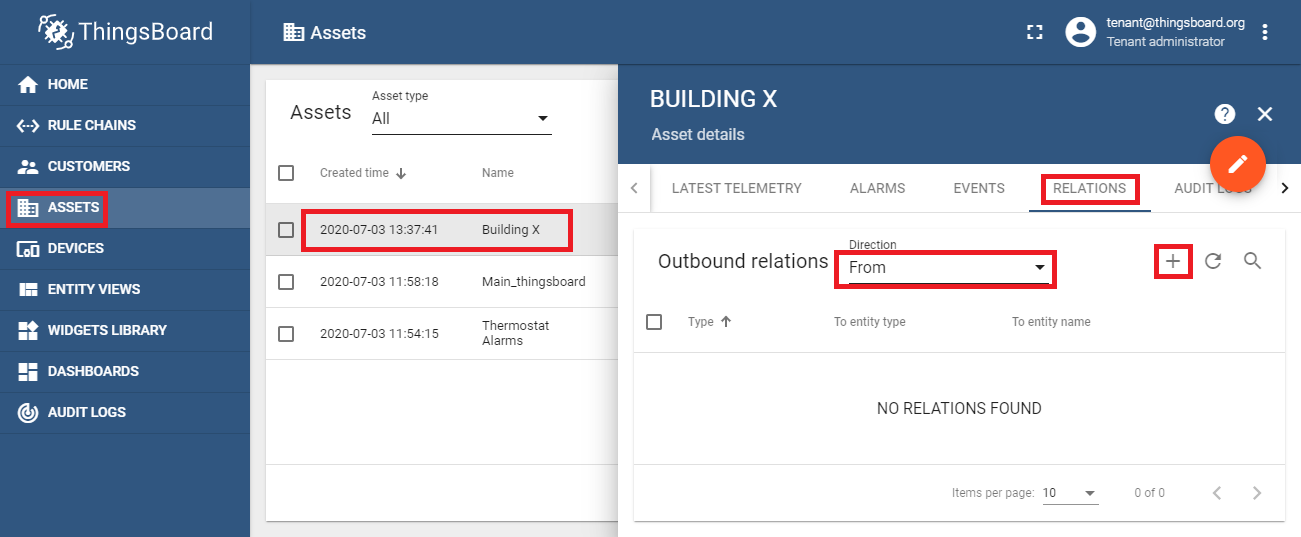 ThingsBoard
Assets
tenant@thingsboard.org
Tenant administrator
HOME
RULE CHAINS
CUSTOMERS
ASSETS
DEVICES
ENTITY VIEWS
WIDGETS LIBRARY
DASHBOARDS
AUDIT LOGS
Assets
Asset type
All
Created time
Name
2020-07-03 13:37:41
Building X
2020-07-03 11:58:18
Main_thingsboard
2020-07-03 11:54:15
Thermostat
Alarms
BUILDING X
Asset details
LATEST TELEMETRY
ALARMS
EVENTS
RELATIONS
AUDIT LOGS
Outbound relations
Direction
From
Type
To entity type
To entity name
NO RELATIONS FOUND
Items per page:
10
0 of 0